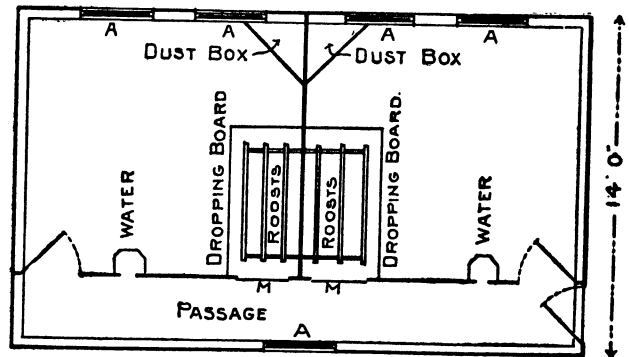 A A A A
DUST BOX DUST BOX
DROPPING BOARD
DROPPING BOARD.
ROOSTS
ROOSTS
WATER
WATER
14' 0"
M M
PASSAGE
A